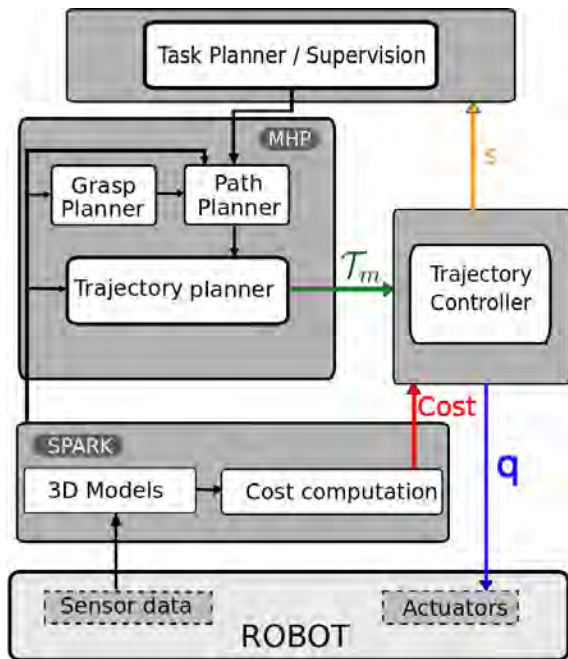 Task Planner / Supervision
MHP
s
Grasp
Planner
Path
Planner
Trajectory planner
𝒯m
Trajectory
Controller
Cost
SPARK
3D Models
Cost computation
q
Sensor data
Actuators
ROBOT